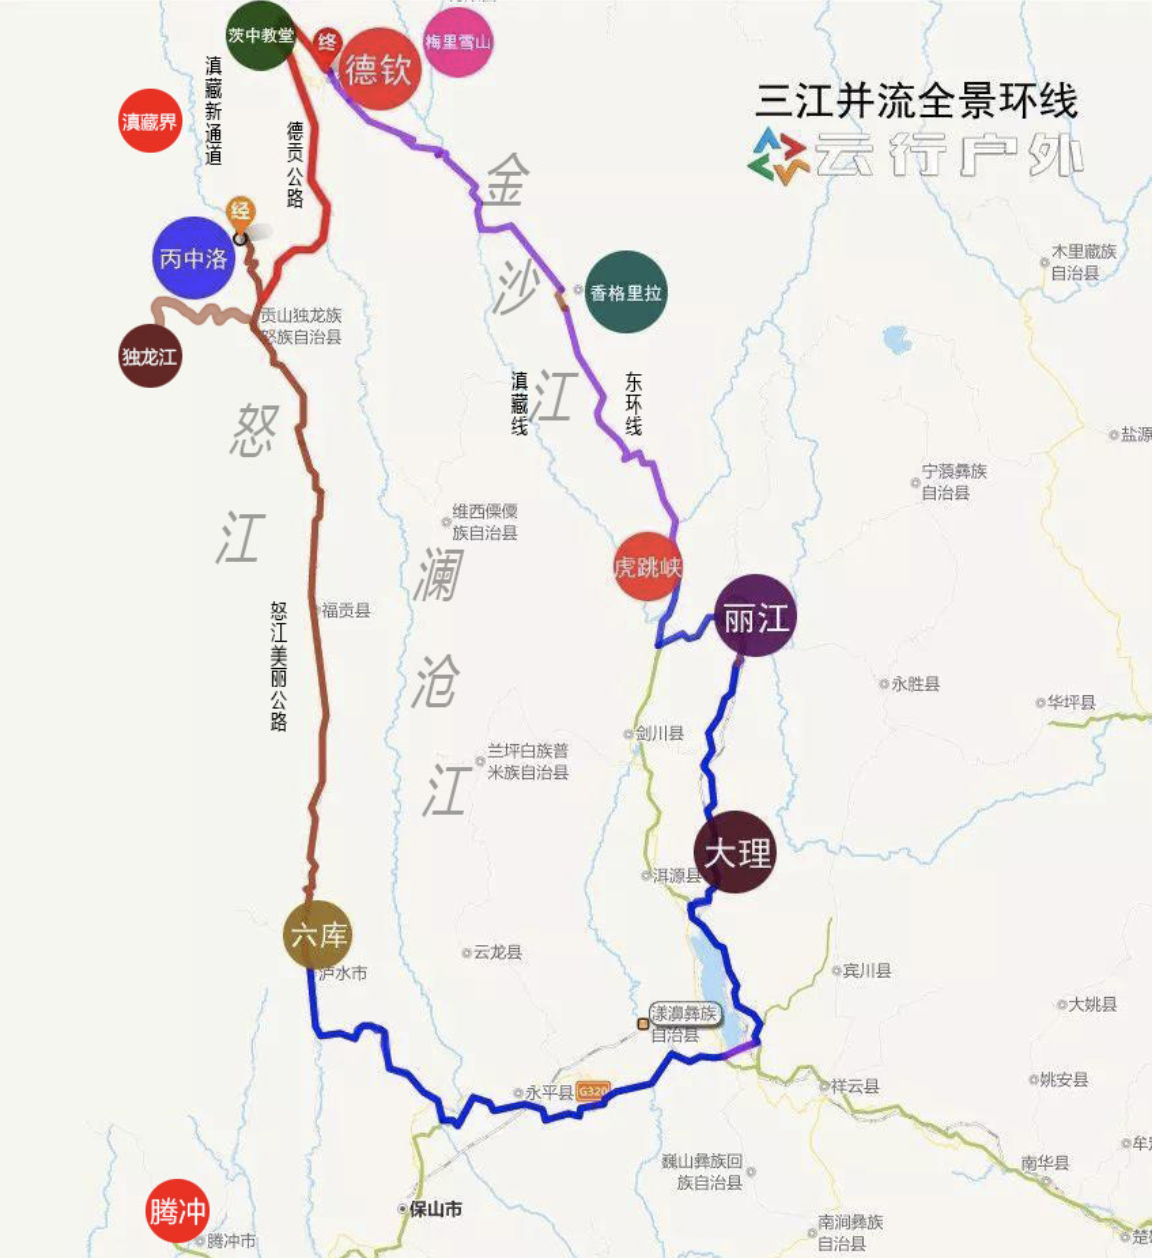 茨中教堂
终
德钦
梅里雪山
三江并流全景环线
云行户外
滇藏界
滇藏新通道
德贡公路
金沙江
经
丙中洛
独龙江
贡山独龙族
怒族自治县
香格里拉
木里藏族
自治县
滇藏线
东环线
怒江
盐源
宁蒗彝族
自治县
维西傈僳
族自治县
澜沧江
虎跳峡
丽江
福贡县
怒江美丽公路
永胜县
华坪县
剑川县
兰坪白族普
米族自治县
大理
洱源县
六库
泸水市
云龙县
宾川县
大姚县
漾濞彝族
自治县
永平县
G320
祥云县
姚安县
牟定
南华县
巍山彝族回
族自治县
腾冲
腾冲市
保山市
南涧彝族
自治县
楚雄